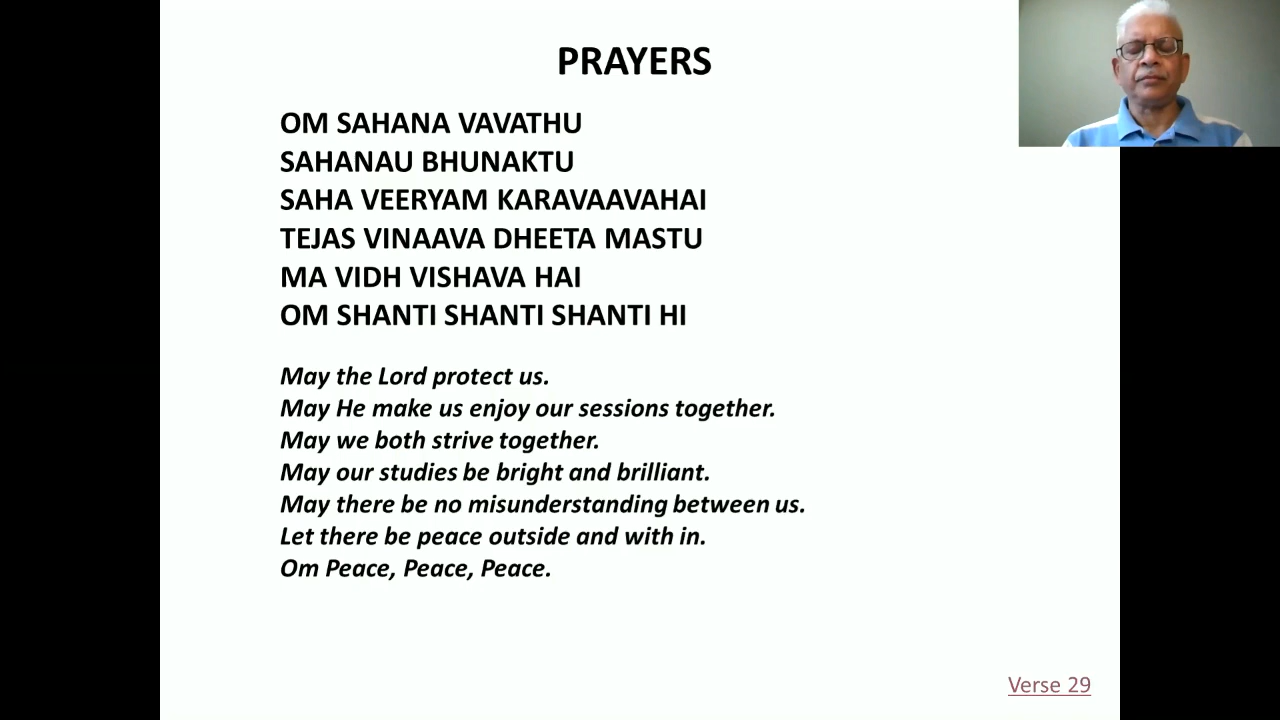 PRAYERS
OM SAHANA VAVATHU
SAHANAU BHUNAKTU
SAHA VEERYAM KARAVAAVAHAI
TEJAS VINAAVA DHEETA MASTU
MA VIDH VISHAVA HAI
OM SHANTI SHANTI SHANTI HI
May the Lord protect us.
May He make us enjoy our sessions together.
May we both strive together.
May our studies be bright and brilliant.
May there be no misunderstanding between us.
Let there be peace outside and with in.
Om Peace, Peace, Peace.
Verse 29